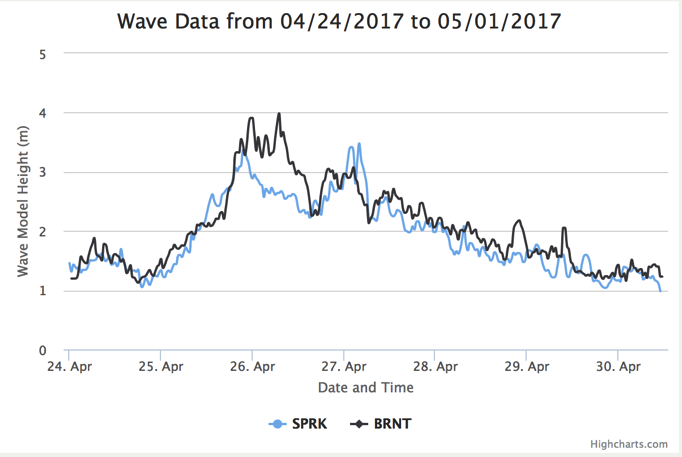 Wave Data from 04/24/2017 to 05/01/2017
5
4
3
2
1
0
Wave Model Height (m)
24. Apr 25. Apr 26. Apr 27. Apr 28. Apr 29. Apr 30. Apr
Date and Time
SPRK BRNT
Highcharts.com